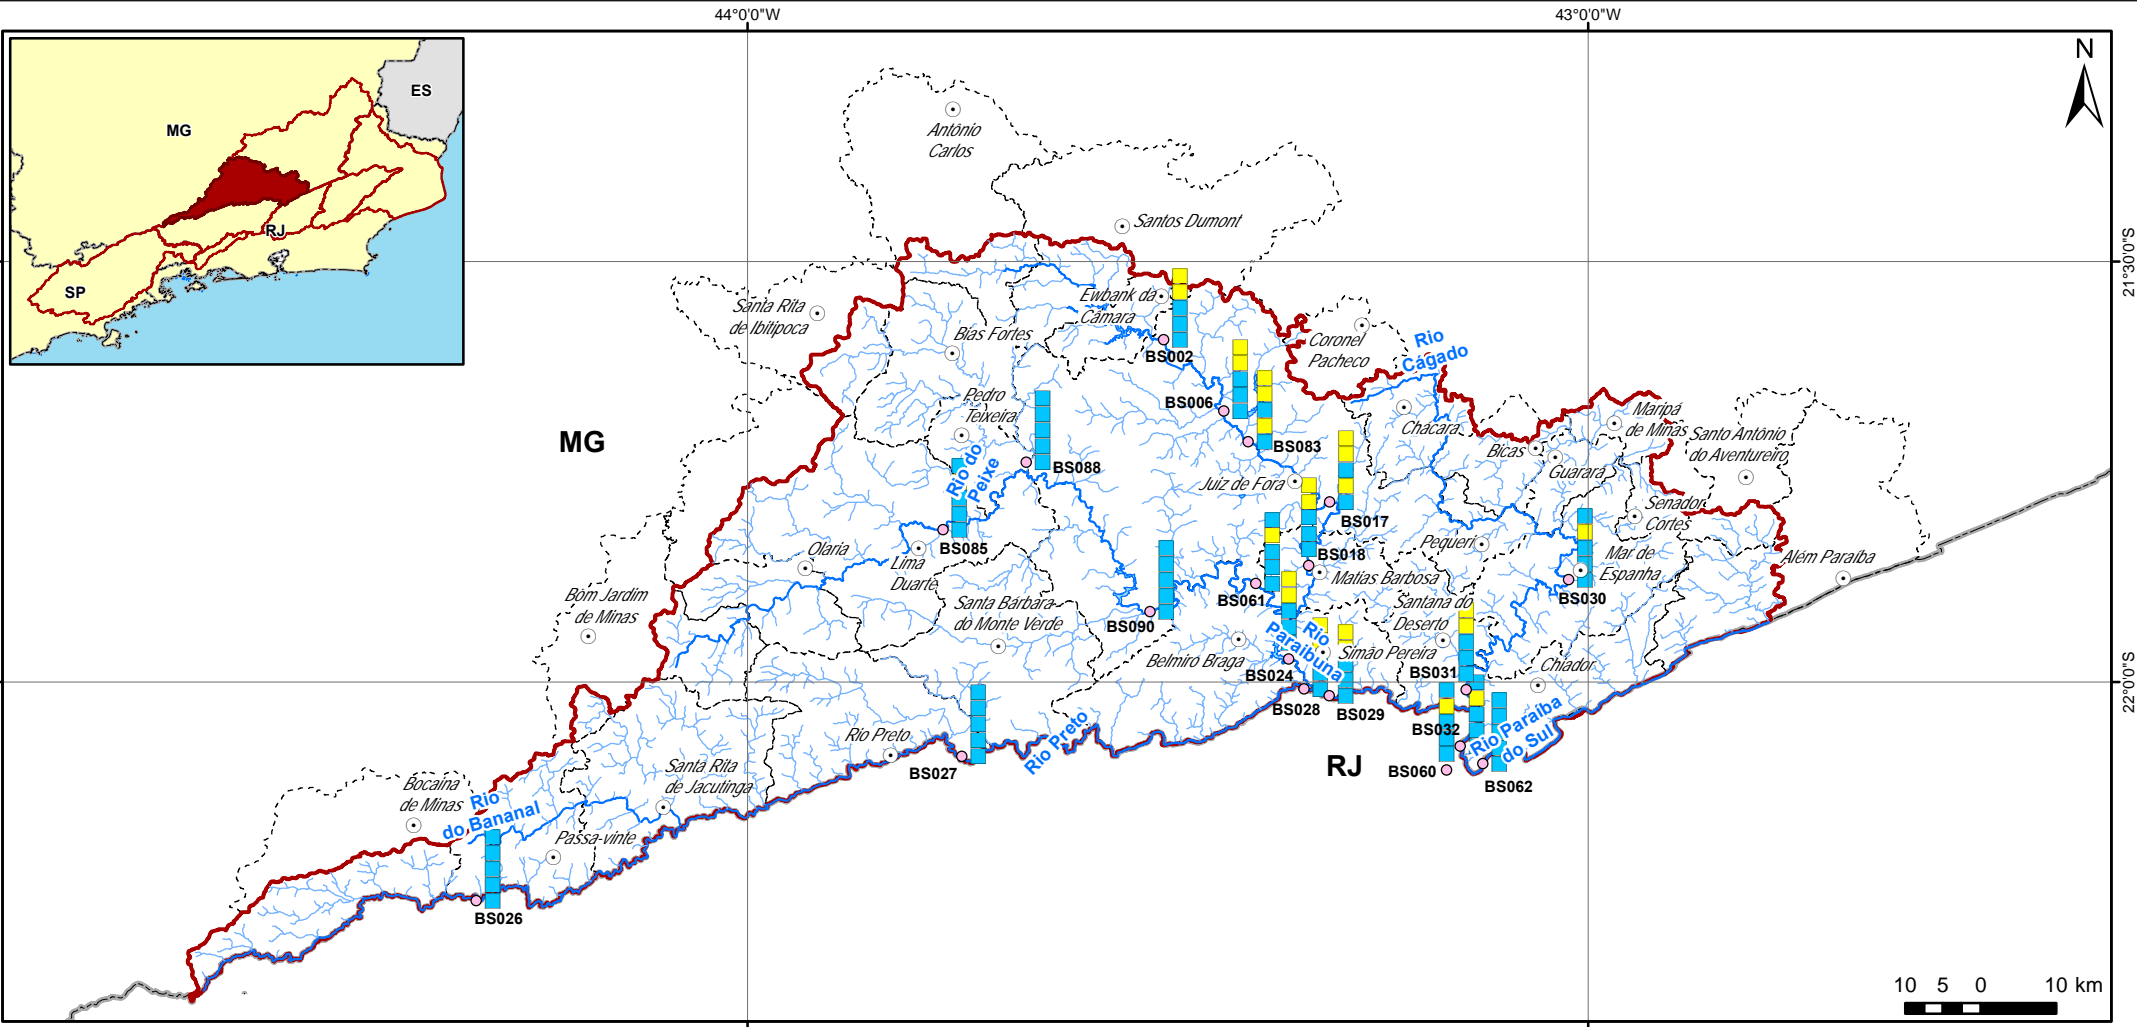 44°0'0"W
43°0'0"W
N
ES
MG
RJ
SP
21°30'0"S
22°0'0"S
Antônio
Carlos
Santos Dumont
Santa Rita
de Ibitipoca
Ewbank da
Câmara
Bias Fortes
BS002
Coronel
Pacheco
Rio
Cágado
Pedro
Teixeira
BS006
Chácara
Maripá
de Minas
Santo Antônio
do Aventureiro
MG
BS083
Bicas
Guarara
BS088
Rio do
Peixe
Juiz de Fora
BS017
Senador
Cortes
BS085
Olaria
Lima
Duarte
BS018
Pequeri
Mar de
Espanha
Além Paraíba
Matias Barbosa
BS061
BS030
Bom Jardim
de Minas
Santa Bárbara
do Monte Verde
BS090
Santana do
Deserto
Rio
Paraibuna
Belmiro Braga
Simão Pereira
BS024
BS031
Chiador
BS028
BS029
Rio Preto
Rio Preto
BS032
Rio Paraíba
do Sul
RJ
BS027
BS060
BS062
Santa Rita
de Jacutinga
Bocaina
de Minas
Rio
do Bananal
Passa-vinte
BS026
10 5 0 10 km